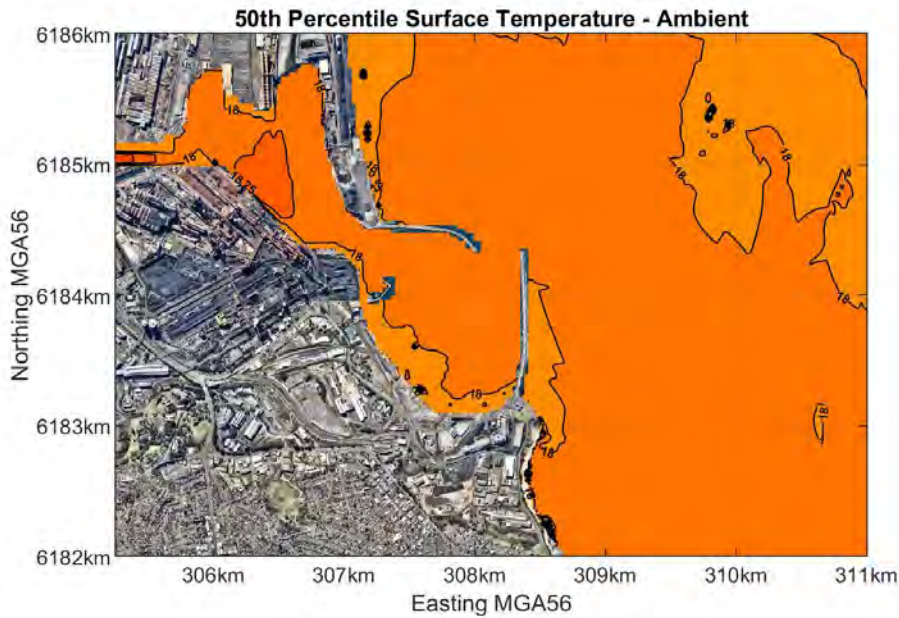 50th Percentile Surface Temperature - Ambient
6186km
6185km
6184km
6183km
6182km
Northing MGA56
306km
307km
308km
309km
310km
311km
Easting MGA56
18
18
18
18.25
18
18
18
18
18
18
18